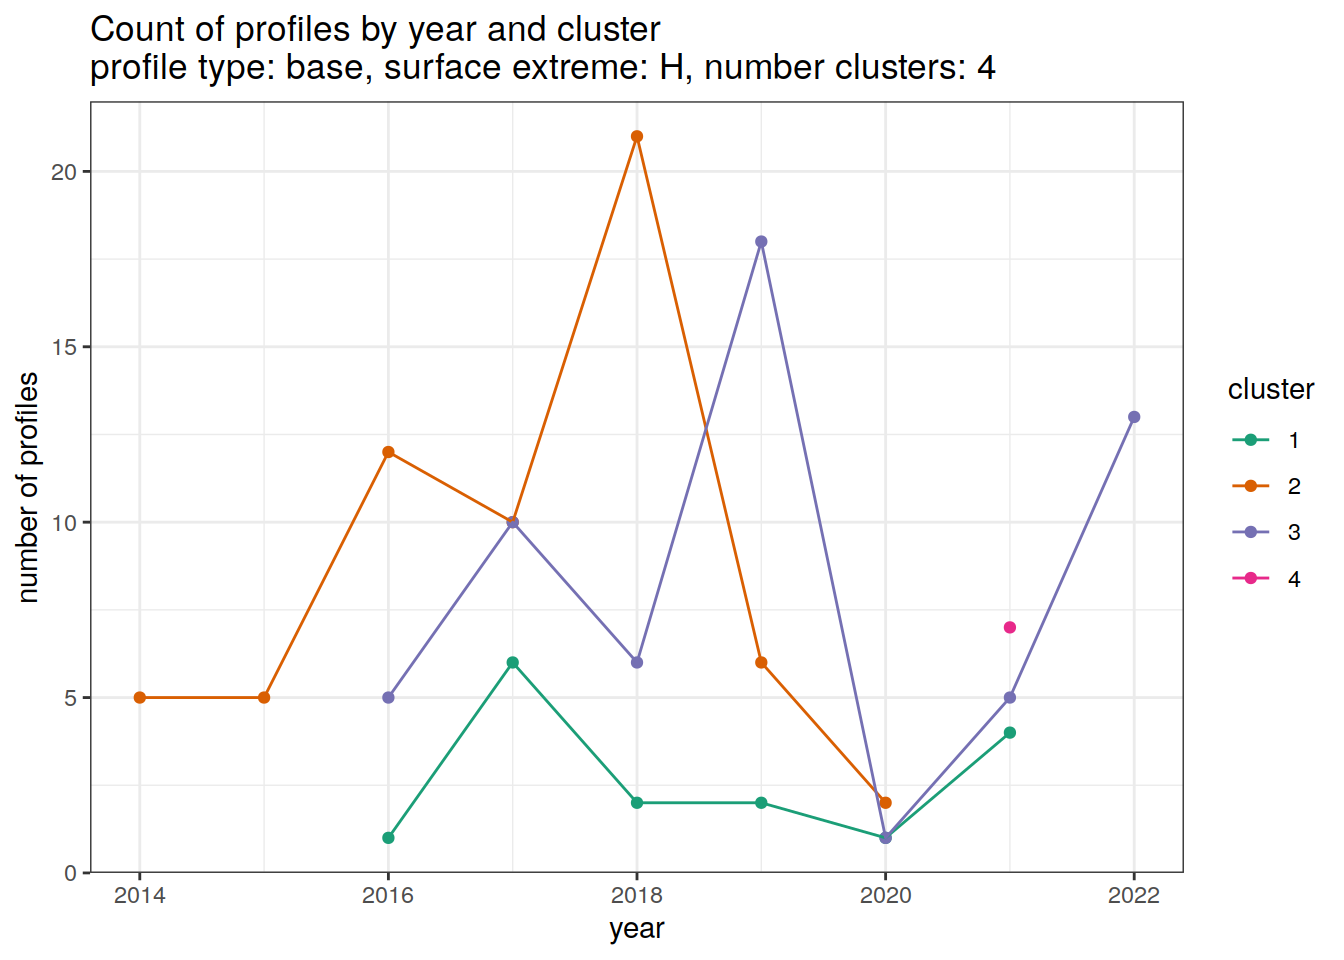 Count of profiles by year and cluster
profile type: base, surface extreme: H, number clusters: 4
number of profiles
20
15
10
5
0
2014
2016
2018
2020
2022
year
cluster
1
2
3
4